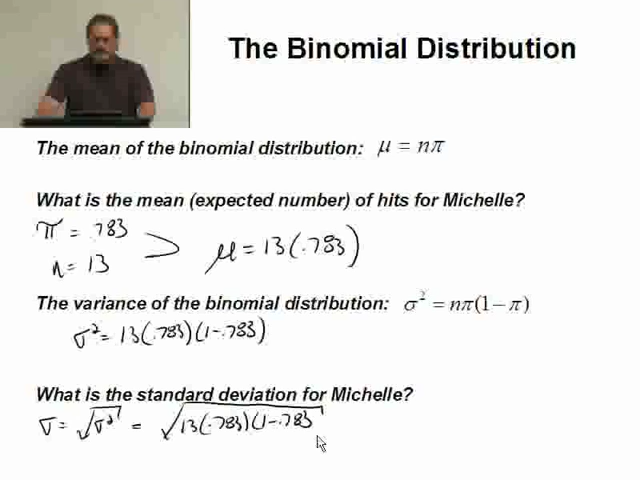 The Binomial Distribution
The mean of the binomial distribution: μ = nπ
What is the mean (expected number) of hits for Michelle?
π = .783
n = 13
μ = 13(.783)
The variance of the binomial distribution: σ² = nπ(1−π)
σ² = 13(.783)(1-.783)
What is the standard deviation for Michelle?
σ = √σ² = √13(.783)(1-.783